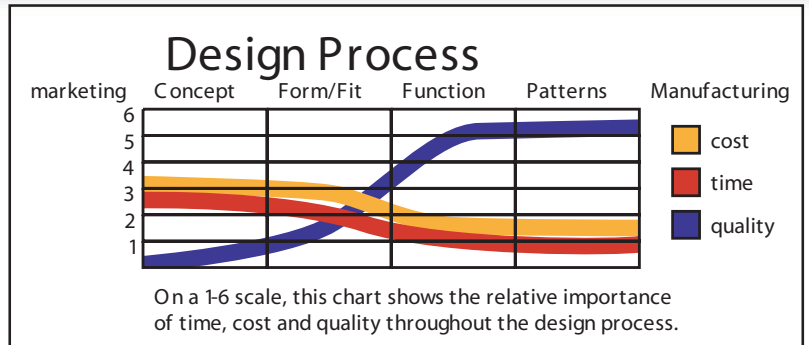 Design Process
marketing Concept Form/Fit Function Patterns Manufacturing
6
5
4
3
2
1
cost
time
quality
On a 1-6 scale, this chart shows the relative importance
of time, cost and quality throughout the design process.